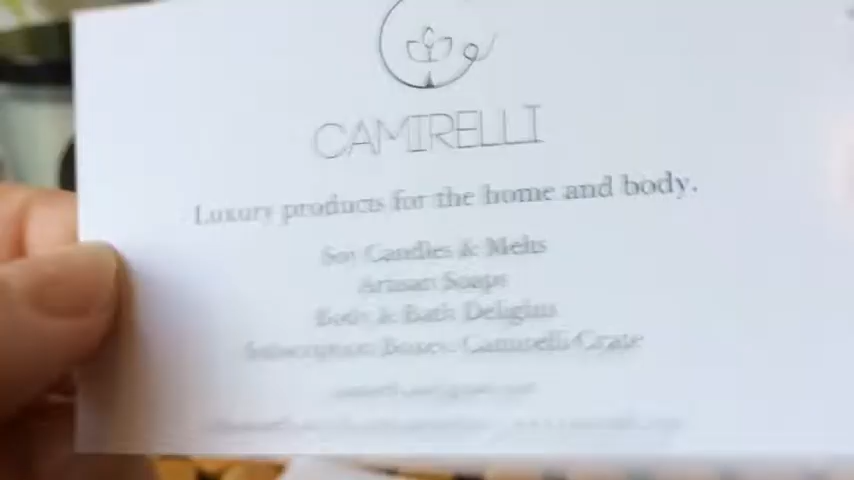 CAMIRELLI
Luxury products for the home and body.
Soy Candles & Melts
Artisan Soaps
Body & Bath Delights
Subscription Boxes: Camirelli Crate